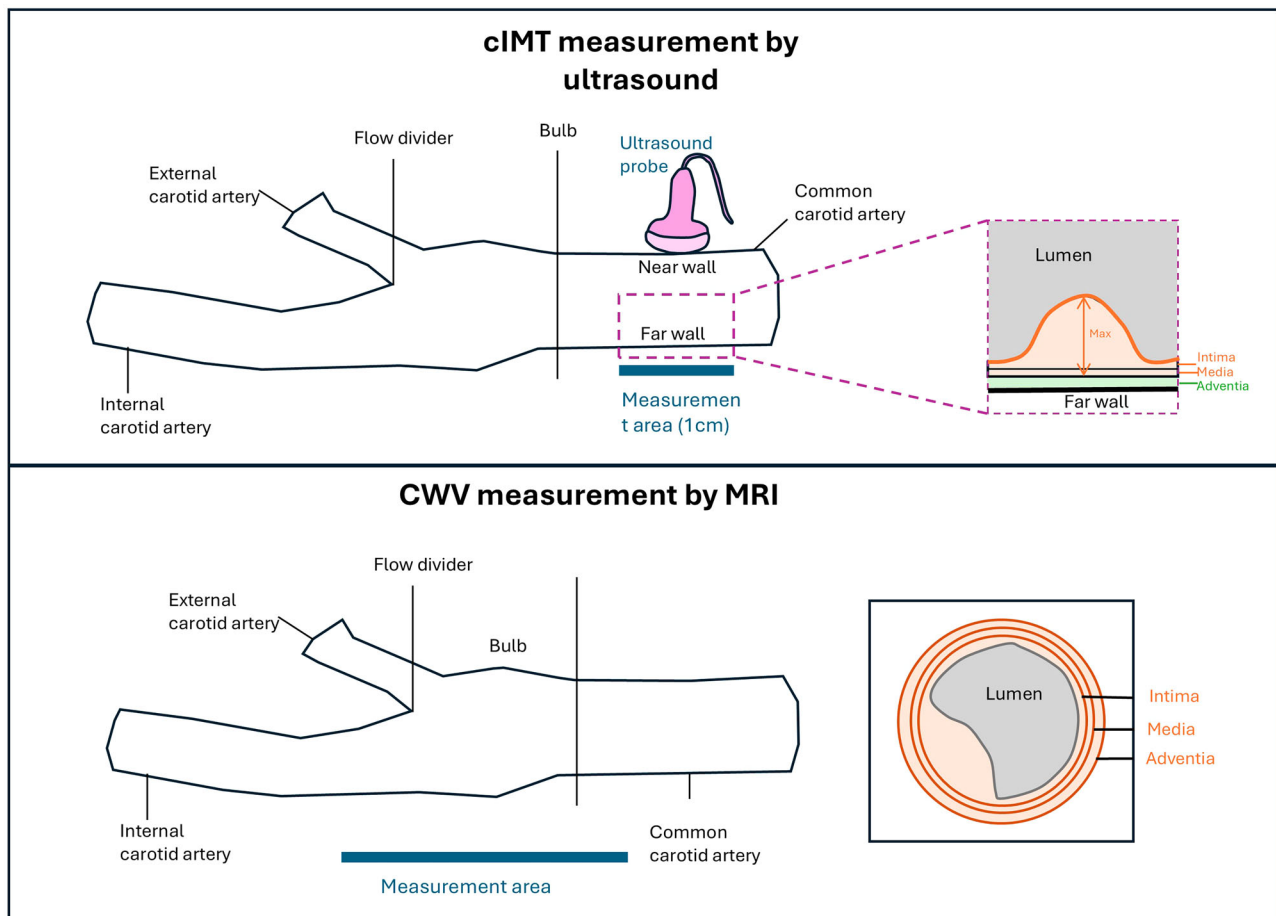 cIMT measurement by
ultrasound
Flow divider
Bulb
Ultrasound
probe
External
carotid artery
Common
carotid artery
Near wall
Lumen
Max
Far wall
Intima
Media
Adventia
Far wall
Internal
carotid artery
Measuremen
t area (1cm)
CWV measurement by MRI
Flow divider
External
carotid artery
Bulb
Lumen
Intima
Media
Adventia
Internal
carotid artery
Common
carotid artery
Measurement area